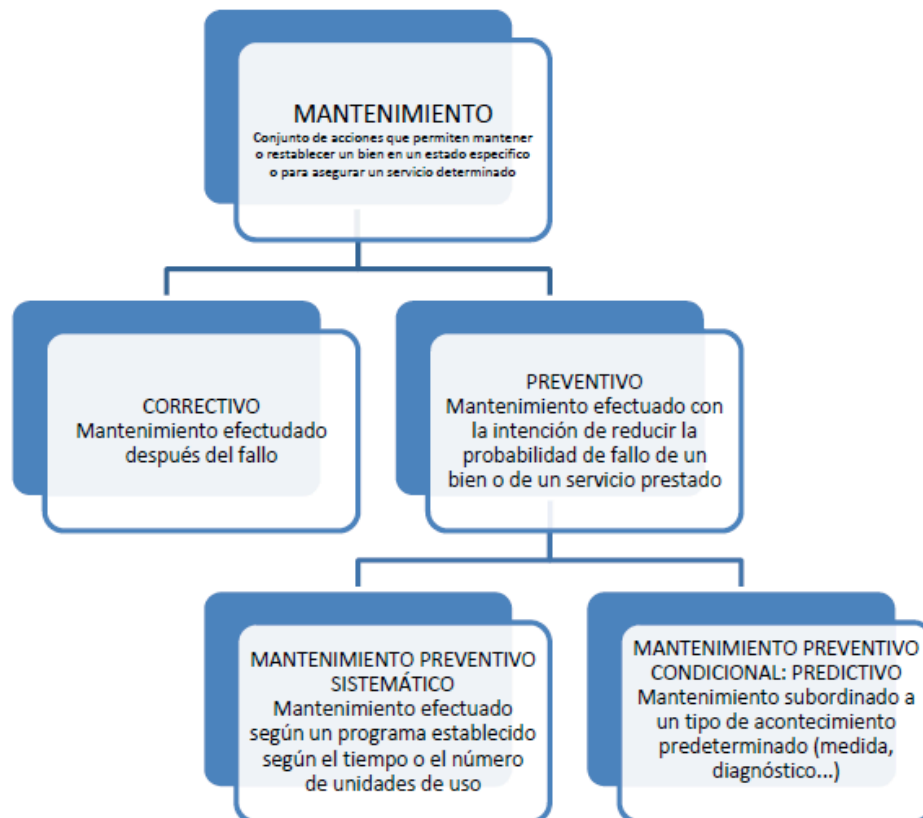 MANTENIMIENTO
Conjunto de acciones que permiten mantener
o restablecer un bien en un estado específico
o para asegurar un servicio determinado
CORRECTIVO
Mantenimiento efectudado
después del fallo
PREVENTIVO
Mantenimiento efectuado con
la intención de reducir la
probabilidad de fallo de un
bien o de un servicio prestado
MANTENIMIENTO PREVENTIVO
SISTEMÁTICO
Mantenimiento efectuado
según un programa establecido
según el tiempo o el número
de unidades de uso
MANTENIMIENTO PREVENTIVO
CONDICIONAL: PREDICTIVO
Mantenimiento subordinado a
un tipo de acontecimiento
predeterminado (medida,
diagnóstico...)